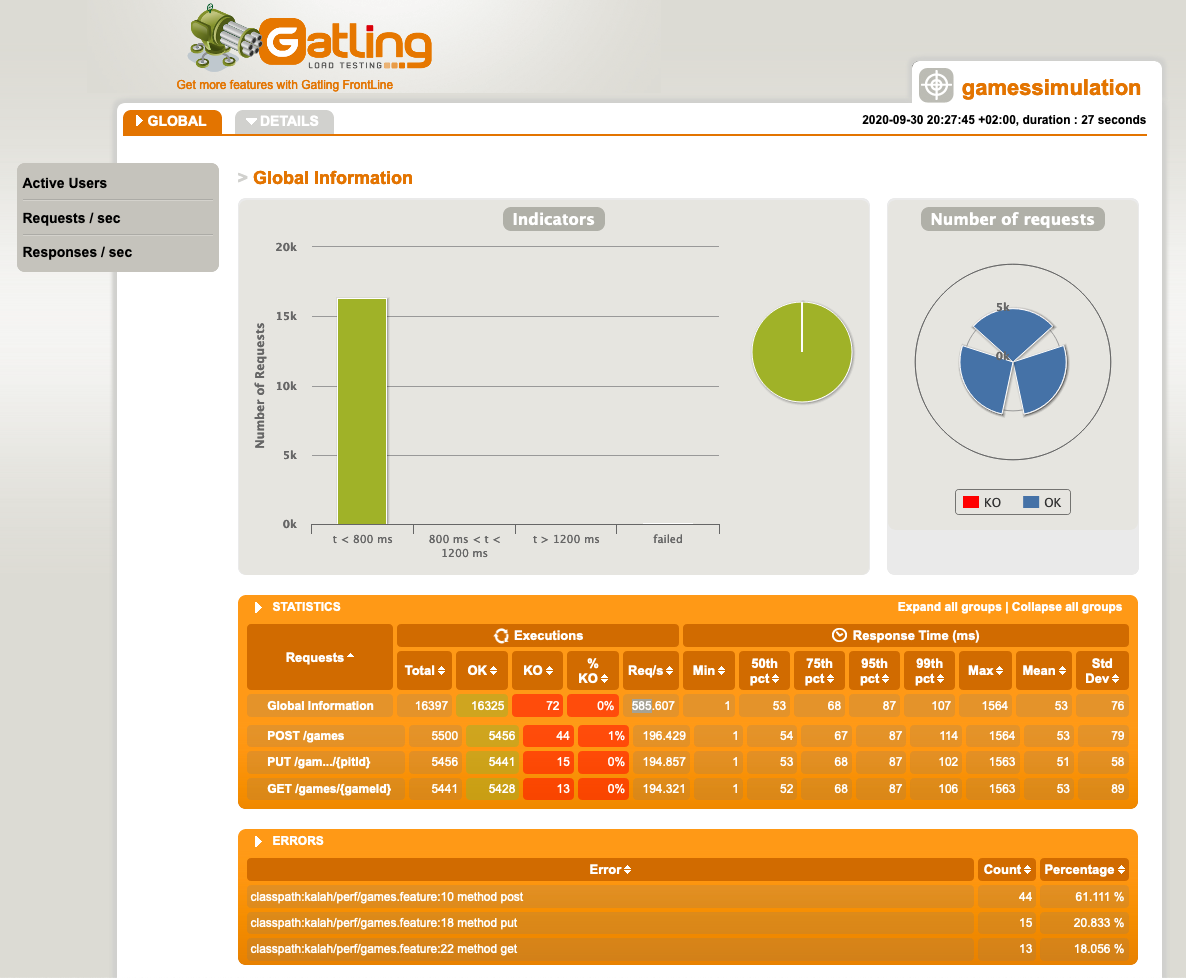 Gatling
LOAD TESTING
Get more features with Gatling FrontLine
gamessimulation
GLOBAL
DETAILS
2020-09-30 20:27:45 +02:00, duration : 27 seconds
Active Users
Requests / sec
Responses / sec
> Global Information
Indicators
20k
15k
10k
5k
0k
Number of Requests
t < 800 ms
800 ms < t <
1200 ms
t > 1200 ms
failed
Number of requests
5k
0k
KO OK
STATISTICS
Expand all groups | Collapse all groups
Requests
Executions
Response Time (ms)
Total OK KO % KO Req/s Min 50th pct 75th pct 95th pct 99th pct Max Mean Std Dev
Global Information 16397 16325 72 0% 585.607 1 53 68 87 107 1564 53 76
POST /games 5500 5456 44 1% 196.429 1 54 67 87 114 1564 53 79
PUT /gam.../{pitId} 5456 5441 15 0% 194.857 1 53 68 87 102 1563 51 58
GET /games/{gameId} 5441 5428 13 0% 194.321 1 52 68 87 106 1563 53 89
ERRORS
Error Count Percentage
classpath:kalah/perf/games.feature:10 method post 44 61.111 %
classpath:kalah/perf/games.feature:18 method put 15 20.833 %
classpath:kalah/perf/games.feature:22 method get 13 18.056 %